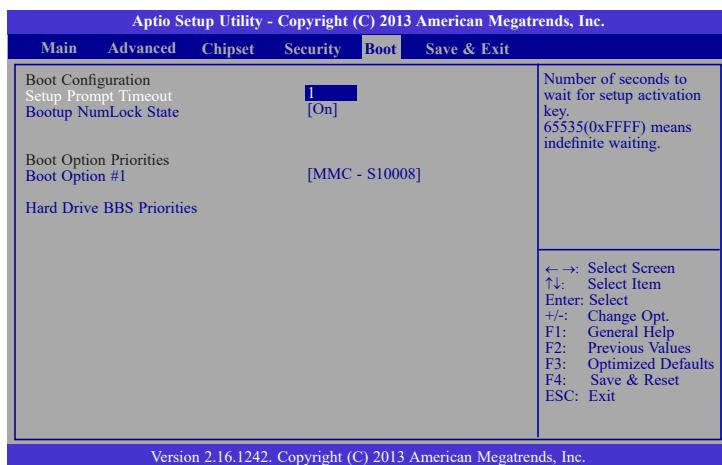 Aptio Setup Utility - Copyright (C) 2013 American Megatrends, Inc.
Main Advanced Chipset Security Boot Save & Exit
Boot Configuration
Setup Prompt Timeout 1
Bootup NumLock State [On]
Boot Option Priorities
Boot Option #1 [MMC - S10008]
Hard Drive BBS Priorities
Number of seconds to
wait for setup activation
key.
65535(0xFFFF) means
indefinite waiting.
← →: Select Screen
↑↓: Select Item
Enter: Select
+/-: Change Opt.
F1: General Help
F2: Previous Values
F3: Optimized Defaults
F4: Save & Reset
ESC: Exit
Version 2.16.1242. Copyright (C) 2013 American Megatrends, Inc.